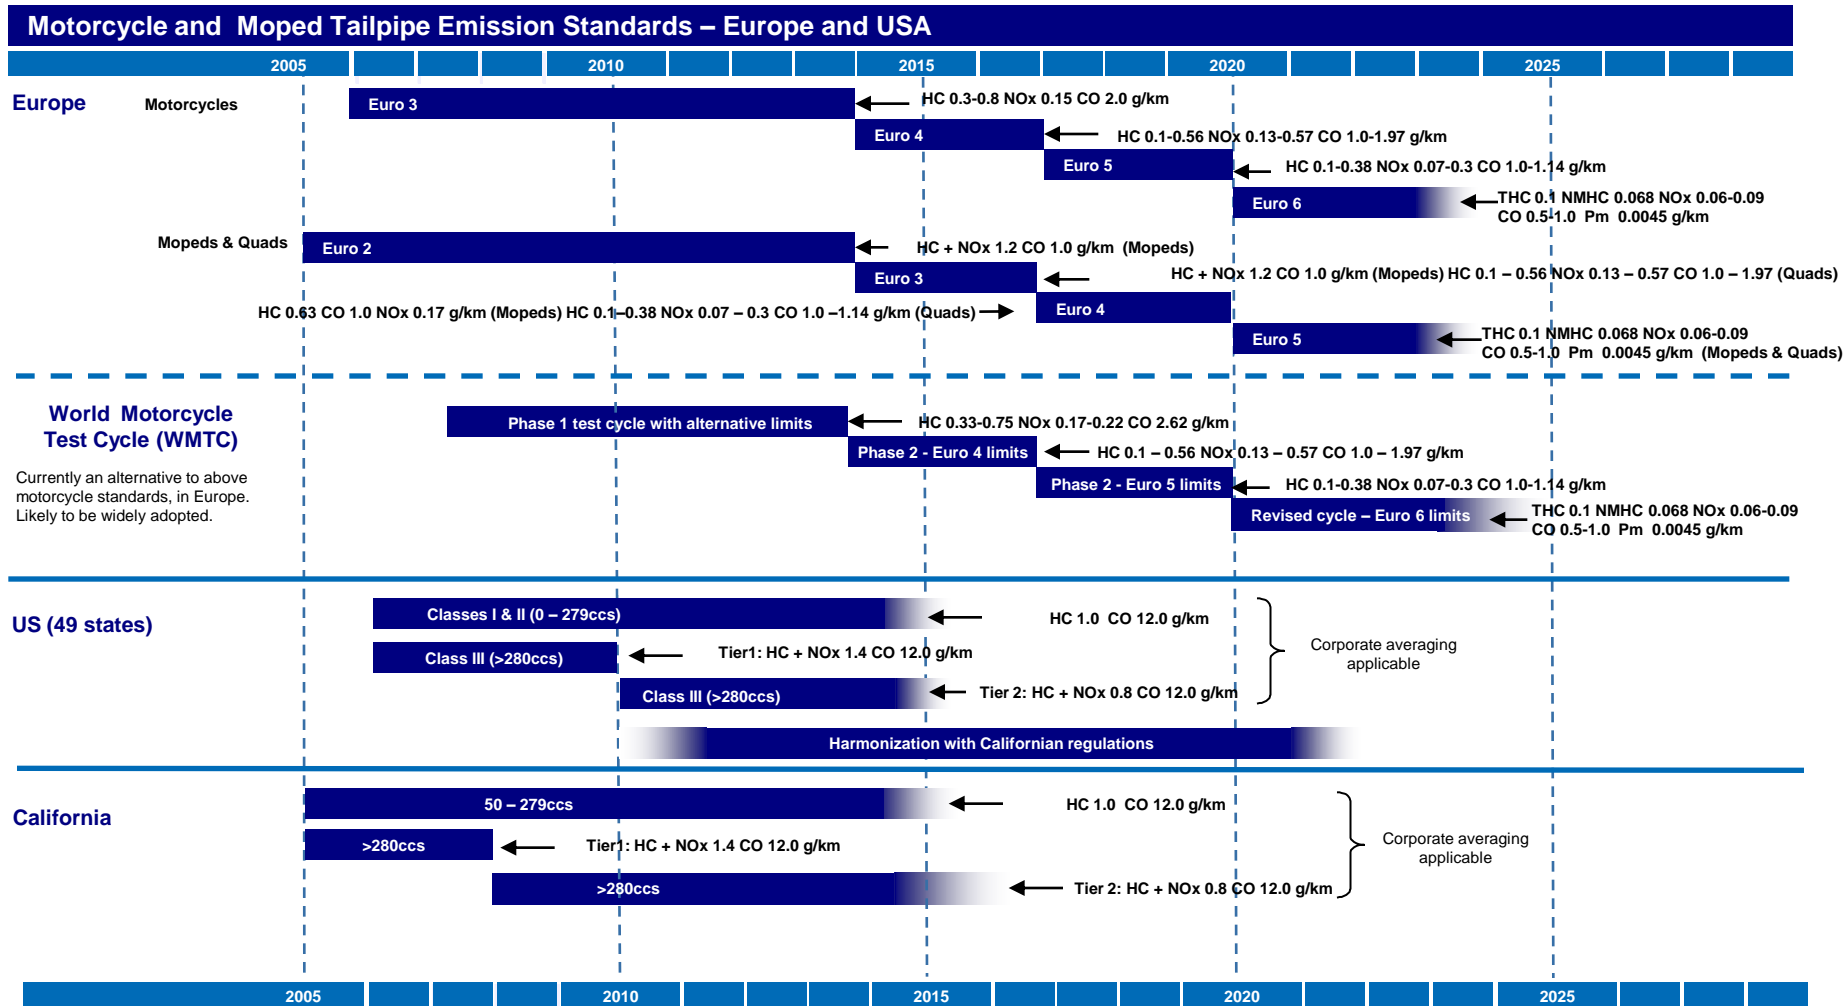 Motorcycle and  Moped Tailpipe Emission Standards – Europe and USA
2005 2010 2015 2020 2025
Europe
Motorcycles
Euro 3
HC 0.3-0.8 NOx 0.15 CO 2.0 g/km
Euro 4
HC 0.1-0.56 NOx 0.13-0.57 CO 1.0-1.97 g/km
Euro 5
HC 0.1-0.38 NOx 0.07-0.3 CO 1.0-1.14 g/km
Euro 6
THC 0.1 NMHC 0.068 NOx 0.06-0.09
CO 0.5-1.0  Pm  0.0045 g/km
Mopeds & Quads
Euro 2
HC + NOx 1.2 CO 1.0 g/km  (Mopeds)
Euro 3
HC + NOx 1.2 CO 1.0 g/km (Mopeds) HC 0.1 – 0.56 NOx 0.13 – 0.57 CO 1.0 – 1.97 (Quads)
HC 0.63 CO 1.0 NOx 0.17 g/km (Mopeds) HC 0.1–0.38 NOx 0.07 – 0.3 CO 1.0 –1.14 g/km (Quads)
Euro 4
Euro 5
THC 0.1 NMHC 0.068 NOx 0.06-0.09
CO 0.5-1.0  Pm  0.0045 g/km  (Mopeds & Quads)
World  Motorcycle
Test Cycle (WMTC)
Currently an alternative to above
motorcycle standards, in Europe.
Likely to be widely adopted.
Phase 1 test cycle with alternative limits
HC 0.33-0.75 NOx 0.17-0.22 CO 2.62 g/km
Phase 2 - Euro 4 limits
HC 0.1 – 0.56 NOx 0.13 – 0.57 CO 1.0 – 1.97 g/km
Phase 2 - Euro 5 limits
HC 0.1-0.38 NOx 0.07-0.3 CO 1.0-1.14 g/km
Revised cycle – Euro 6 limits
THC 0.1 NMHC 0.068 NOx 0.06-0.09
CO 0.5-1.0  Pm  0.0045 g/km
US (49 states)
Classes I & II (0 – 279ccs)
HC 1.0  CO 12.0 g/km
Class III (>280ccs)
Tier1: HC + NOx 1.4 CO 12.0 g/km
Class III (>280ccs)
Tier 2: HC + NOx 0.8 CO 12.0 g/km
Corporate averaging
applicable
Harmonization with Californian regulations
California
50 – 279ccs
HC 1.0  CO 12.0 g/km
>280ccs
Tier1: HC + NOx 1.4 CO 12.0 g/km
>280ccs
Tier 2: HC + NOx 0.8 CO 12.0 g/km
Corporate averaging
applicable
2005 2010 2015 2020 2025